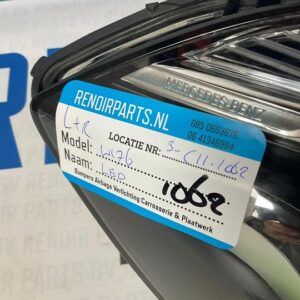 MERCEDES-BENZ
RENOIRPARTS.NL
085 0603676
06 41346994
L+R
LOCATIE NR: 3-C11.1062
Model: W176
Naam: LED
1062
Bumpers Airbags Verlichting Carrosserie & Plaatwerk